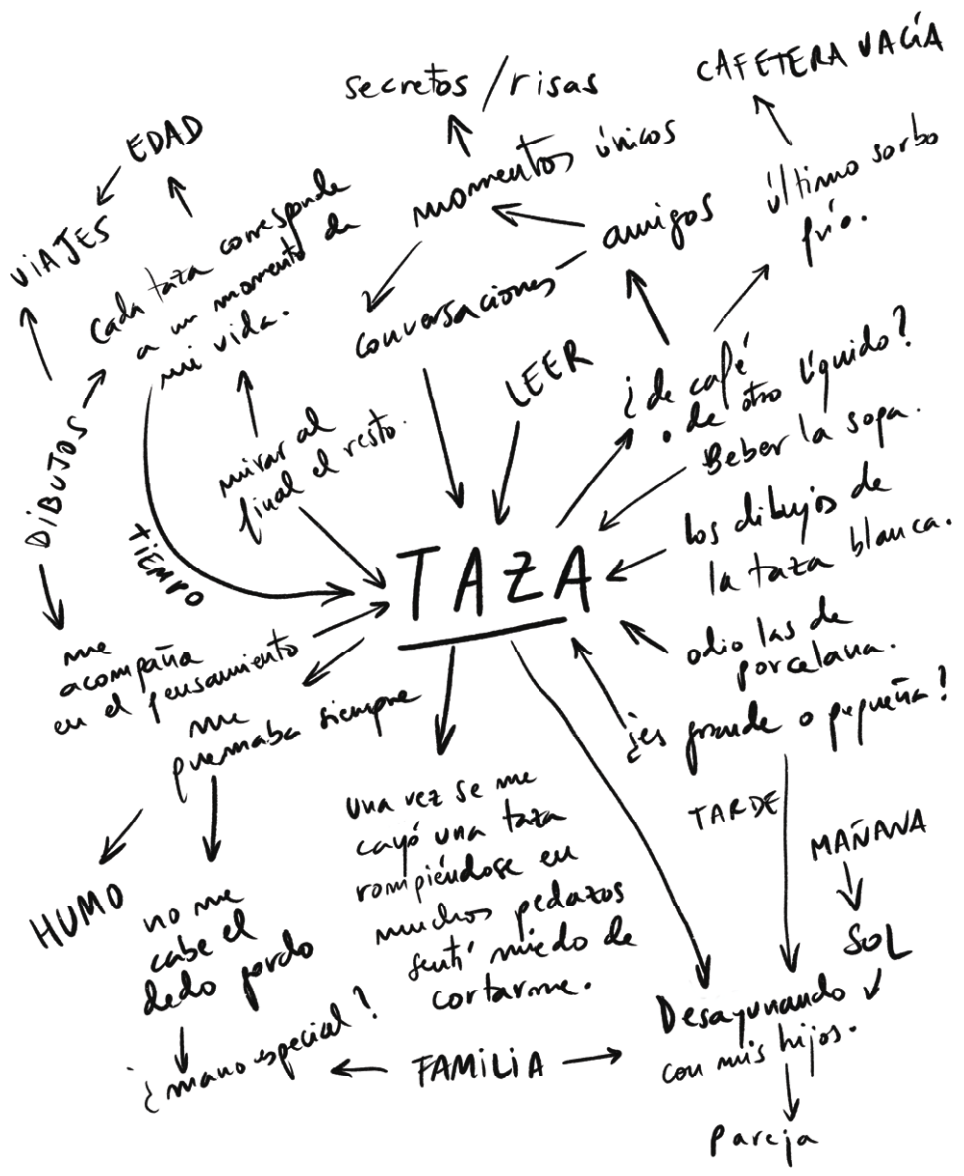 secretos / risas
CAFETERA VACÍA
EDAD
momentos únicos
último sorbo
frío.
VIAJES
Cada taza corresponde
a un momento de
mi vida.
amigos
conversaciones
LEER
¿de café
. de otro líquido?
Beber la sopa.
mirar al
final el resto.
DIBUJOS
TIEMPO
TAZA
los dibujos de
la taza blanca.
odio las de
porcelana.
me
acompaña
en el pensamiento
me
quemaba siempre
¿es grande o pequeña?
TARDE
MAÑANA
SOL
HUMO
no me
cabe el
dedo gordo
una vez se me
cayó una taza
rompiéndose en
muchos pedazos
sentí miedo de
cortarme.
Desayunando
con mis hijos.
¿mano especial?
FAMILIA
pareja